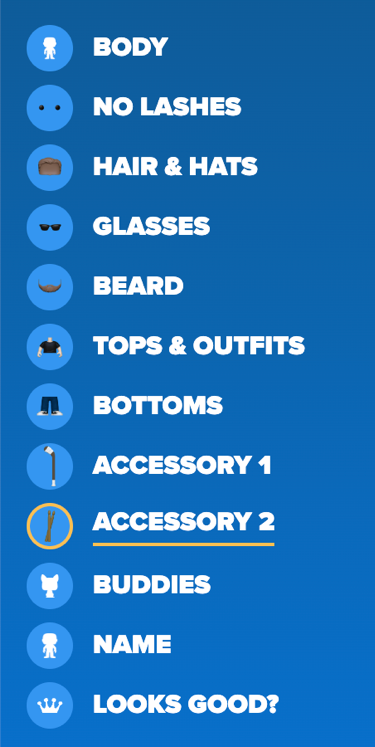 BODY
NO LASHES
HAIR & HATS
GLASSES
BEARD
TOPS & OUTFITS
BOTTOMS
ACCESSORY 1
ACCESSORY 2
BUDDIES
NAME
LOOKS GOOD?